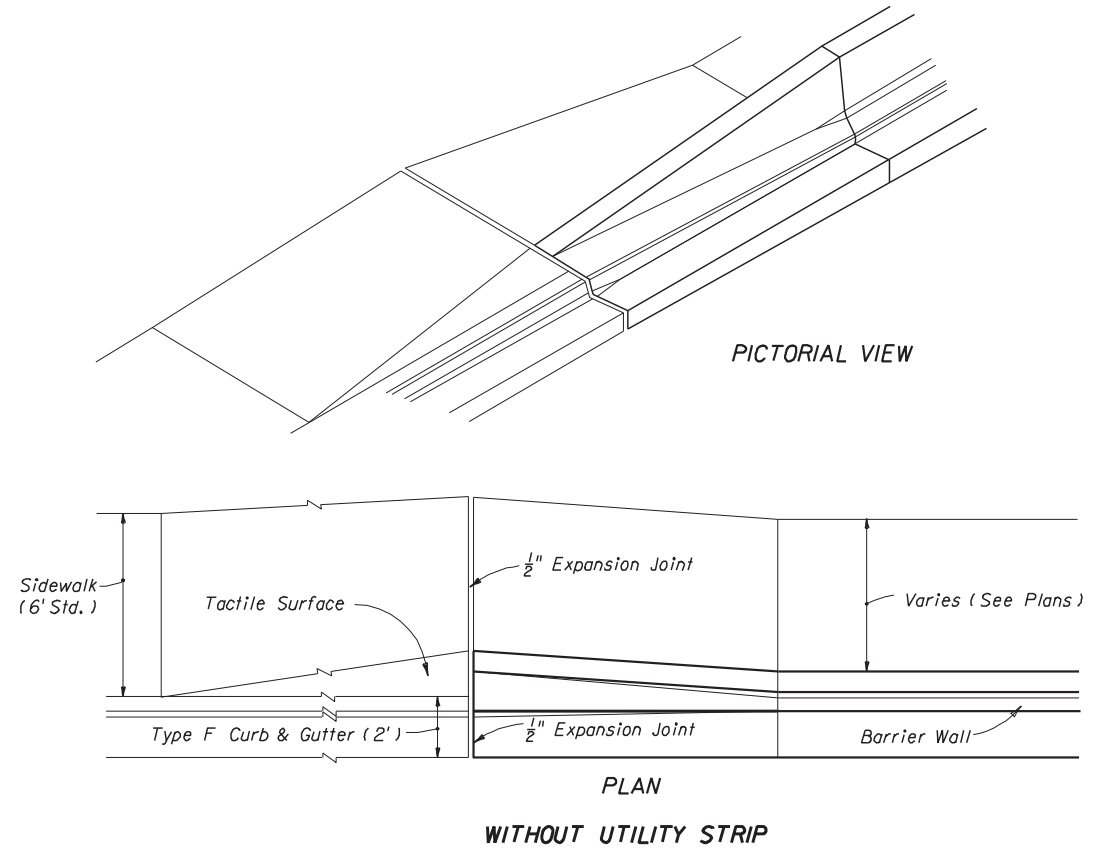 PICTORIAL VIEW
Sidewalk
(6' Std.)
Tactile Surface
1/2" Expansion Joint
Varies (See Plans)
Type F Curb & Gutter (2')
1/2" Expansion Joint
Barrier Wall
PLAN
WITHOUT UTILITY STRIP